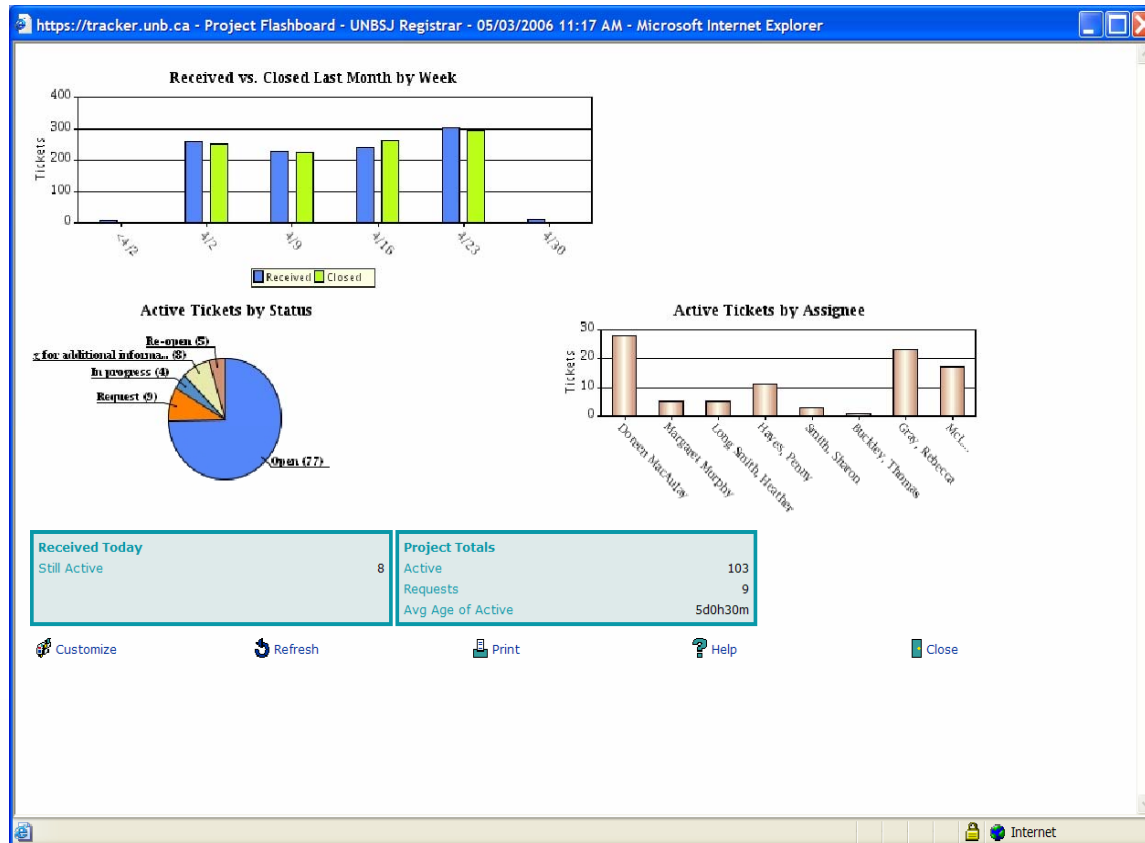 https://tracker.unb.ca - Project Flashboard - UNBSJ Registrar - 05/03/2006 11:17 AM - Microsoft Internet Explorer
Received vs. Closed Last Month by Week
400
300
200
100
0
Tickets
<4/2
4/2
4/9
4/16
4/23
4/30
Received Closed
Active Tickets by Status
Re-open (5)
g for additional informa... (8)
In progress (4)
Request (9)
Open (77)
Active Tickets by Assignee
30
20
10
0
Tickets
Doreen MacAulay
Margaret Murphy
Long Smith, Heather
Hayes, Penny
Smith, Sharon
Buckley, Thomas
Gray, Rebecca
McL...
Received Today
Still Active 8
Project Totals
Active 103
Requests 9
Avg Age of Active 5d0h30m
Customize Refresh Print Help Close
Internet